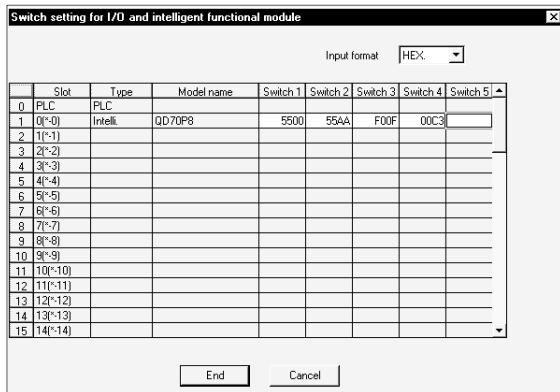 Switch setting for I/O and intelligent functional module
Input format HEX.
Slot Type Model name Switch 1 Switch 2 Switch 3 Switch 4 Switch 5
0 PLC PLC
1 0(*-0) Intelli. QD70P8 5500 55AA F00F 00C3
2 1(*-1)
3 2(*-2)
4 3(*-3)
5 4(*-4)
6 5(*-5)
7 6(*-6)
8 7(*-7)
9 8(*-8)
10 9(*-9)
11 10(*-10)
12 11(*-11)
13 12(*-12)
14 13(*-13)
15 14(*-14)
End Cancel